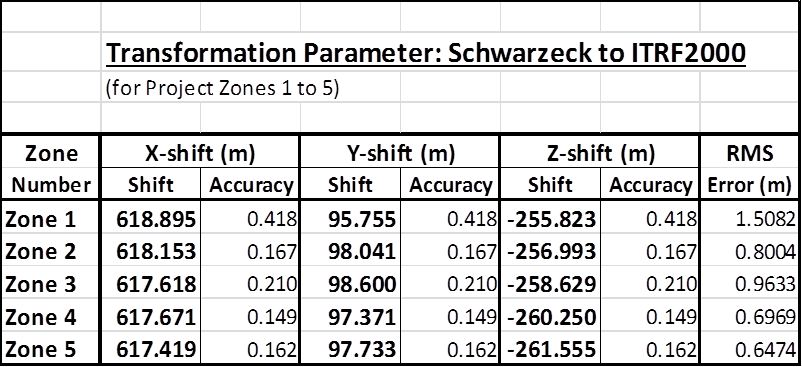 Transformation Parameter: Schwarzeck to ITRF2000
(for Project Zones 1 to 5)
Zone X-shift (m) Y-shift (m) Z-shift (m) RMS
Number Shift Accuracy Shift Accuracy Shift Accuracy Error (m)
Zone 1 618.895 0.418 95.755 0.418 -255.823 0.418 1.5082
Zone 2 618.153 0.167 98.041 0.167 -256.993 0.167 0.8004
Zone 3 617.618 0.210 98.600 0.210 -258.629 0.210 0.9633
Zone 4 617.671 0.149 97.371 0.149 -260.250 0.149 0.6969
Zone 5 617.419 0.162 97.733 0.162 -261.555 0.162 0.6474